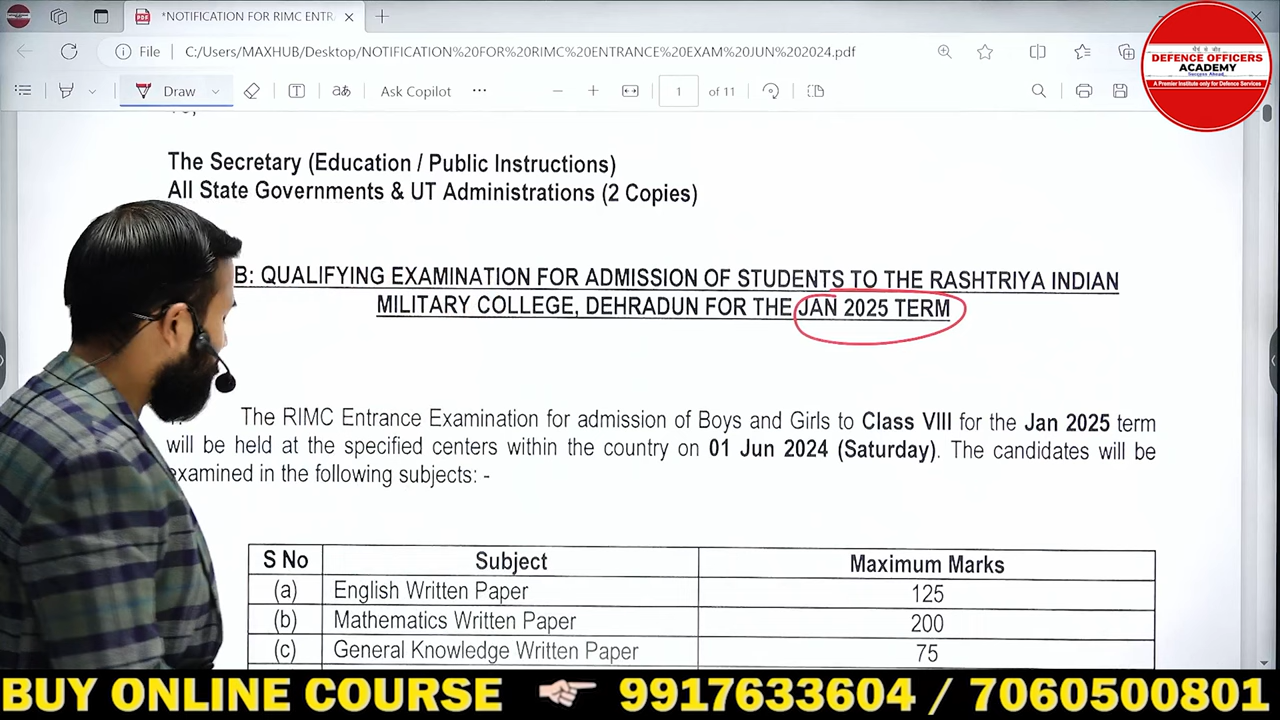 *NOTIFICATION FOR RIMC ENTR
File
C:/Users/MAXHUB/Desktop/NOTIFICATION%20FOR%20RIMC%20ENTRANCE%20EXAM%20JUN%202024.pdf
Draw
aあ
Ask Copilot
1
DEFENCE OFFICERS
ACADEMY
Success Ahead..
A Premier Institute only for Defence Services
The Secretary (Education / Public Instructions)
All State Governments & UT Administrations (2 Copies)
B: QUALIFYING EXAMINATION FOR ADMISSION OF STUDENTS TO THE RASHTRIYA INDIAN
MILITARY COLLEGE, DEHRADUN FOR THE JAN 2025 TERM
The RIMC Entrance Examination for admission of Boys and Girls to Class VIII for the Jan 2025 term
will be held at the specified centers within the country on 01 Jun 2024 (Saturday). The candidates will be
examined in the following subjects: -
S No Subject Maximum Marks
(a) English Written Paper 125
(b) Mathematics Written Paper 200
(c) General Knowledge Written Paper 75
BUY ONLINE COURSE 9917633604 / 7060500801